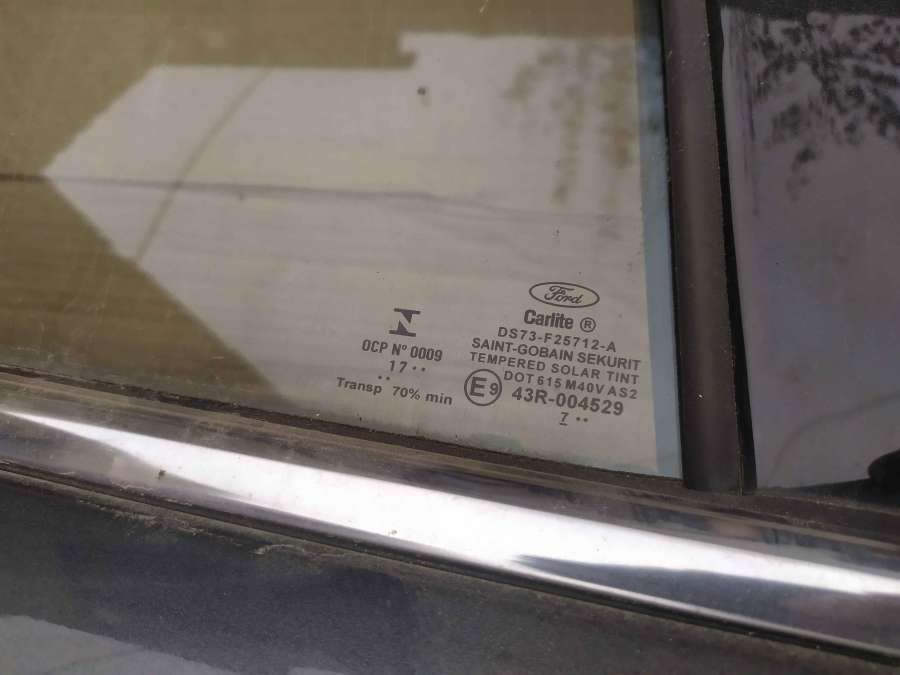 Ford
Carlite ®
DS73-F25712-A
SAINT-GOBAIN SEKURIT
TEMPERED SOLAR TINT
DOT 615 M40V AS2
E9 43R-004529
7 ..
N
OCP Nº 0009
17 ..
..
Transp 70% min